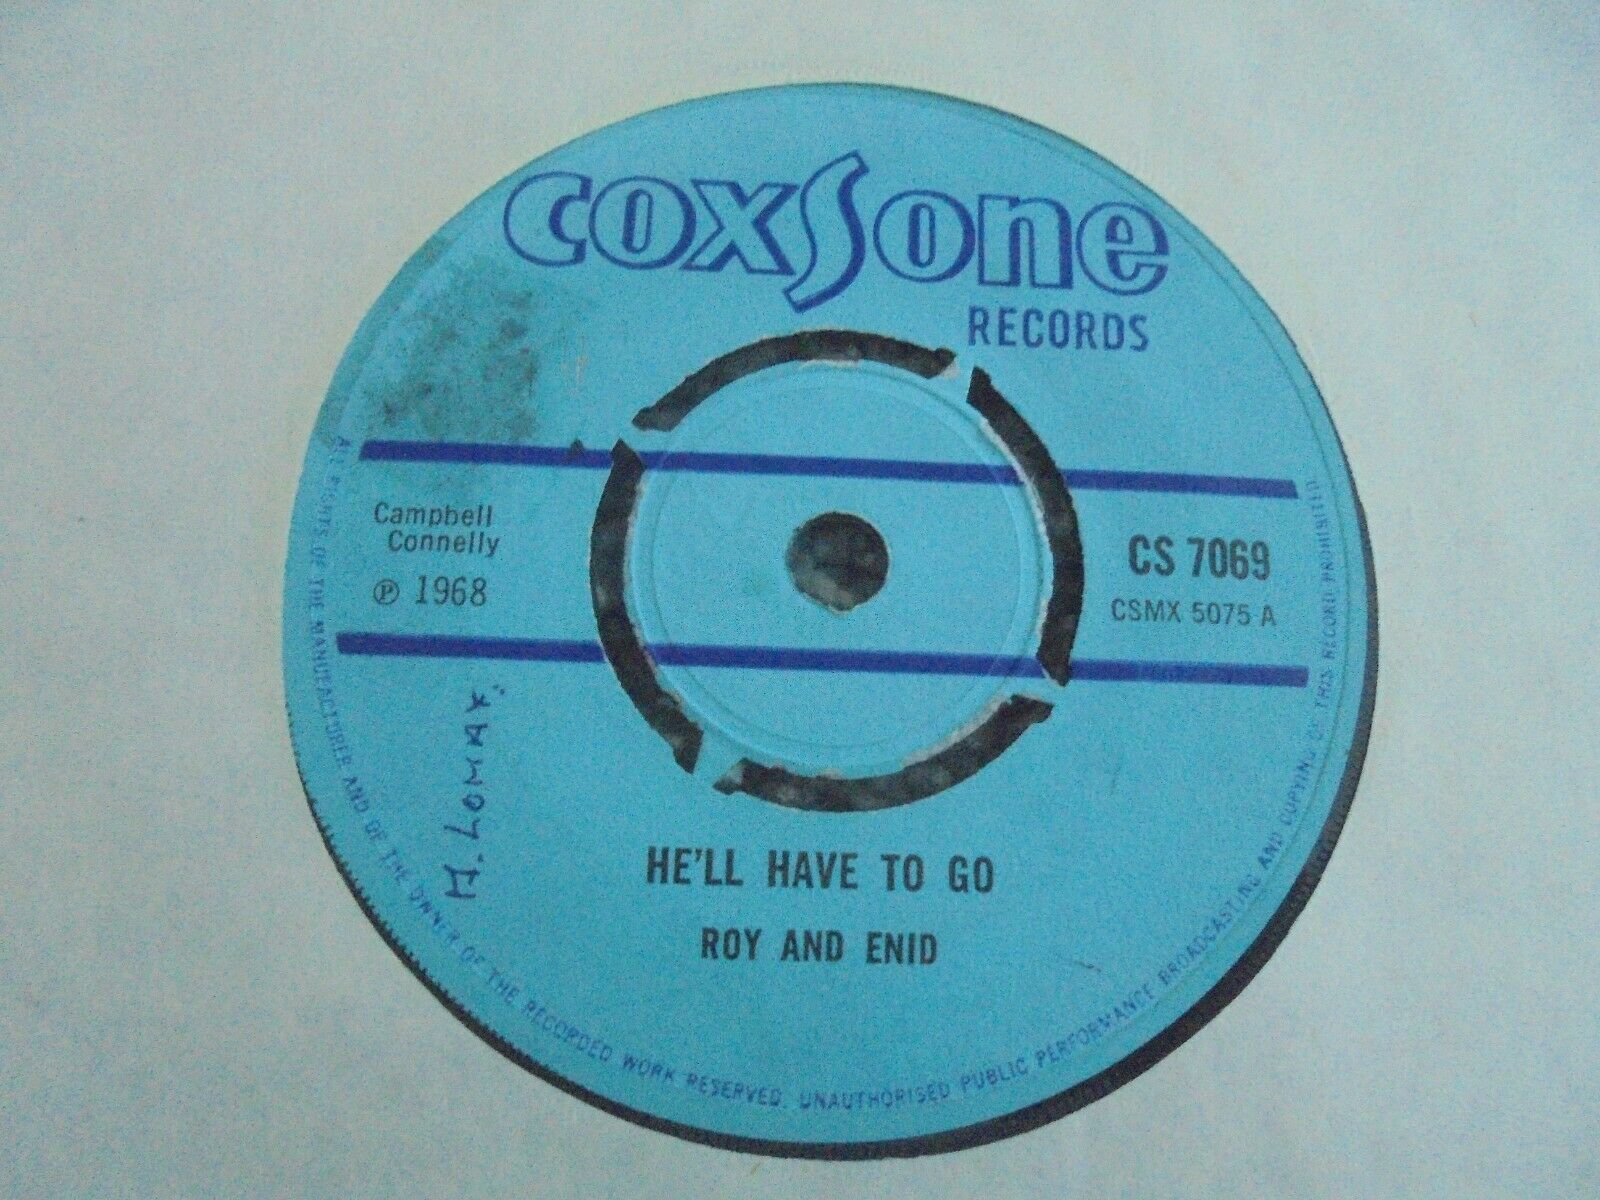 coxSone
RECORDS
Campbell
Connelly
℗ 1968
CS 7069
CSMX 5075 A
M. LOMAX.
HE'LL HAVE TO GO
ROY AND ENID
ALL RIGHTS OF THE MANUFACTURER AND OF THE OWNER OF THE RECORDED WORK RESERVED. UNAUTHORISED PUBLIC PERFORMANCE BROADCASTING AND COPYING OF THIS RECORD PROHIBITED